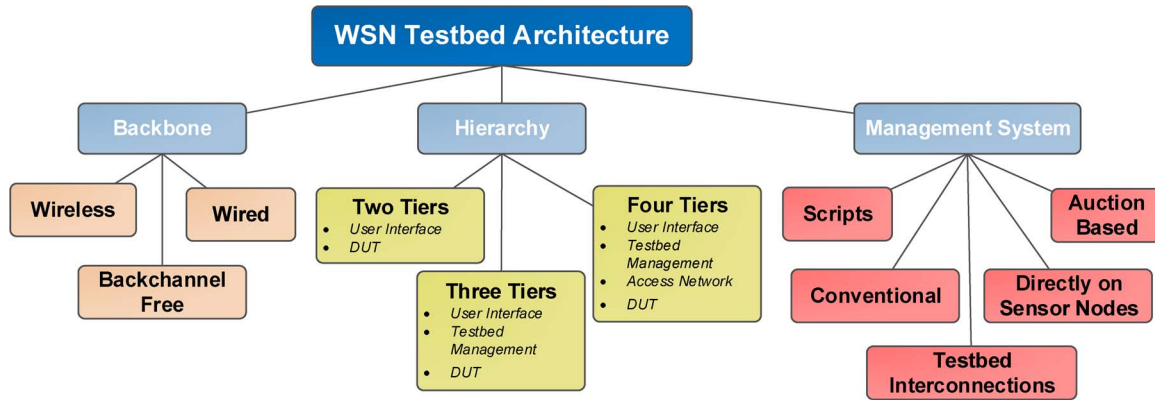 WSN Testbed Architecture
Backbone
Hierarchy
Management System
Wireless
Wired
Backchannel
Free
Two Tiers
• User Interface
• DUT
Three Tiers
• User Interface
• Testbed
Management
• DUT
Four Tiers
• User Interface
• Testbed
Management
• Access Network
• DUT
Scripts
Auction
Based
Conventional
Directly on
Sensor Nodes
Testbed
Interconnections